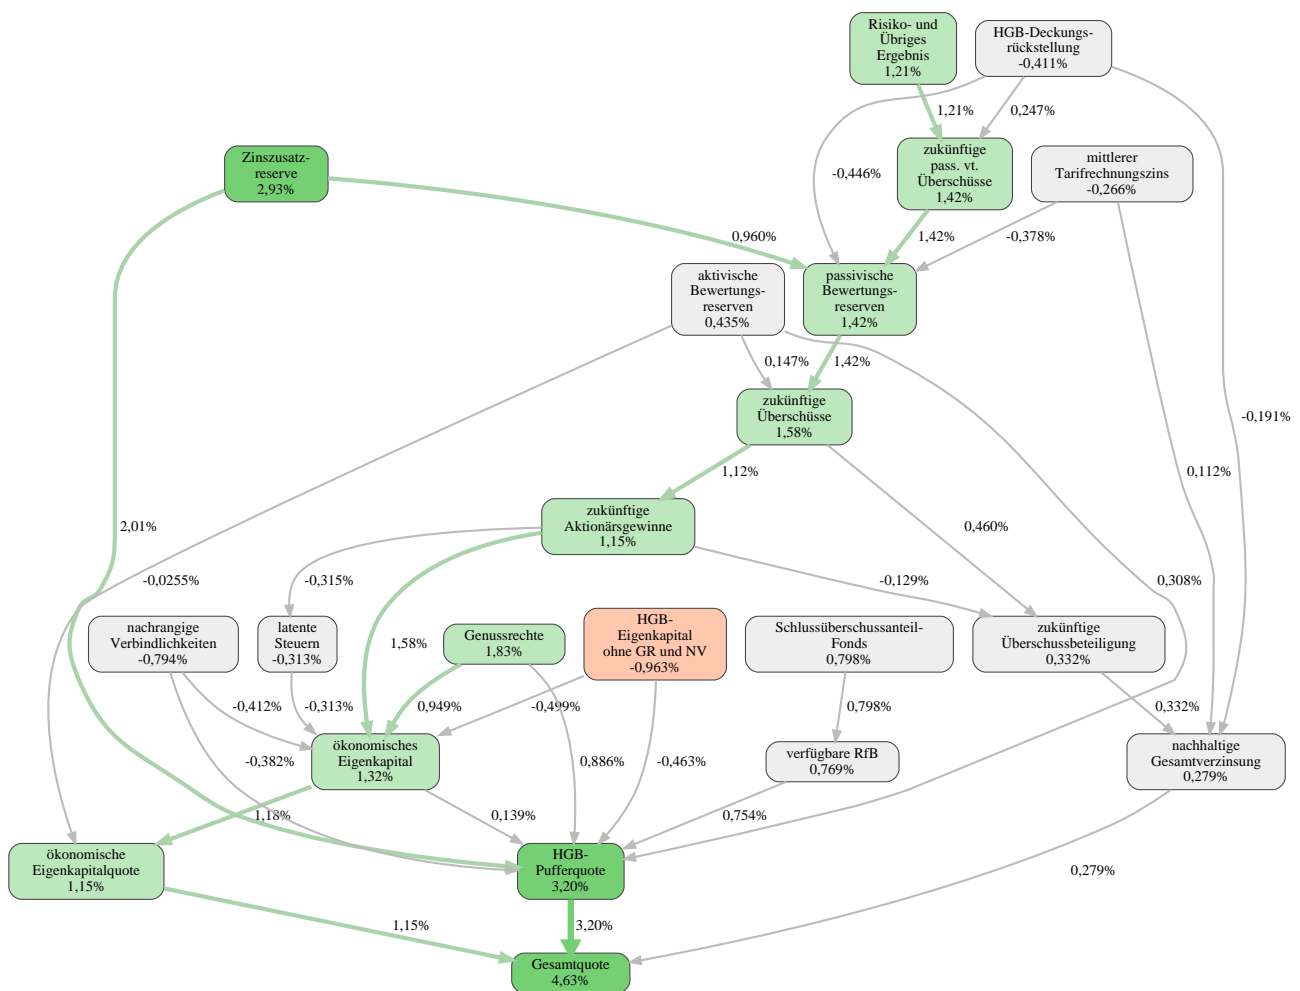 Risiko- und
Übriges
Ergebnis
1,21%
HGB-Deckungs-
rückstellung
-0,411%
1,21%
0,247%
Zinszusatz-
reserve
2,93%
zukünftige
pass. vt.
Überschüsse
1,42%
mittlerer
Tarifrechnungszins
-0,266%
-0,446%
0,960%
1,42%
-0,378%
aktivische
Bewertungs-
reserven
0,435%
passivische
Bewertungs-
reserven
1,42%
0,147%
1,42%
zukünftige
Überschüsse
1,58%
-0,191%
1,12%
0,112%
zukünftige
Aktionärsgewinne
1,15%
2,01%
0,460%
-0,0255%
-0,315%
-0,129%
0,308%
nachrangige
Verbindlichkeiten
-0,794%
latente
Steuern
-0,313%
1,58%
Genussrechte
1,83%
HGB-
Eigenkapital
ohne GR und NV
-0,963%
Schlussüberschussanteil-
Fonds
0,798%
zukünftige
Überschussbeteiligung
0,332%
-0,412%
-0,313%
0,949%
-0,499%
0,798%
0,332%
ökonomisches
Eigenkapital
1,32%
-0,382%
0,886%
-0,463%
verfügbare RfB
0,769%
nachhaltige
Gesamtverzinsung
0,279%
1,18%
0,139%
0,754%
ökonomische
Eigenkapitalquote
1,15%
HGB-
Pufferquote
3,20%
0,279%
1,15%
3,20%
Gesamtquote
4,63%